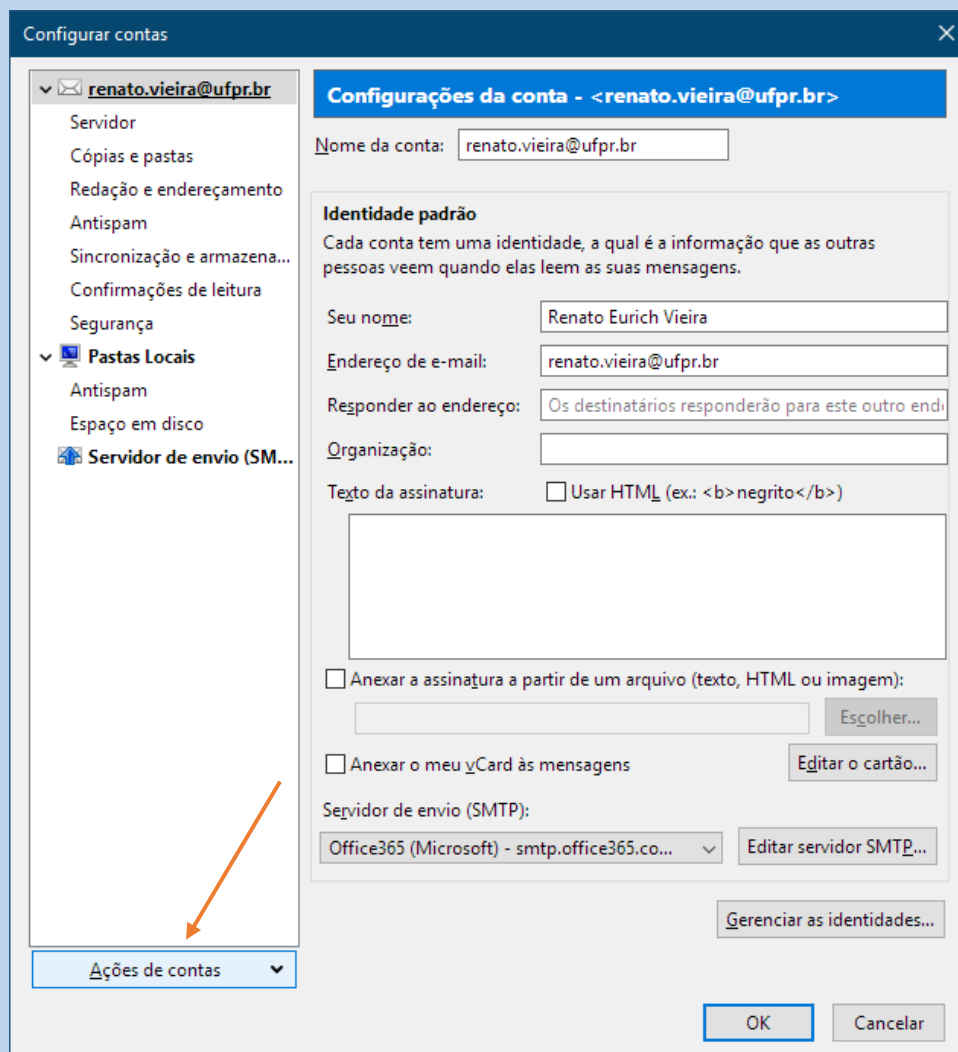 Configurar contas
renato.vieira@ufpr.br
Servidor
Cópias e pastas
Redação e endereçamento
Antispam
Sincronização e armazena...
Confirmações de leitura
Segurança
Pastas Locais
Antispam
Espaço em disco
Servidor de envio (SM...
Ações de contas
Configurações da conta - <renato.vieira@ufpr.br>
Nome da conta: renato.vieira@ufpr.br
Identidade padrão
Cada conta tem uma identidade, a qual é a informação que as outras
pessoas veem quando elas leem as suas mensagens.
Seu nome: Renato Eurich Vieira
Endereço de e-mail: renato.vieira@ufpr.br
Responder ao endereço: Os destinatários responderão para este outro end
Organização:
Texto da assinatura: Usar HTML (ex.: <b>negrito</b>)
Anexar a assinatura a partir de um arquivo (texto, HTML ou imagem):
Escolher...
Anexar o meu vCard às mensagens Editar o cartão...
Servidor de envio (SMTP):
Office365 (Microsoft) - smtp.office365.co... Editar servidor SMTP...
Gerenciar as identidades...
OK Cancelar